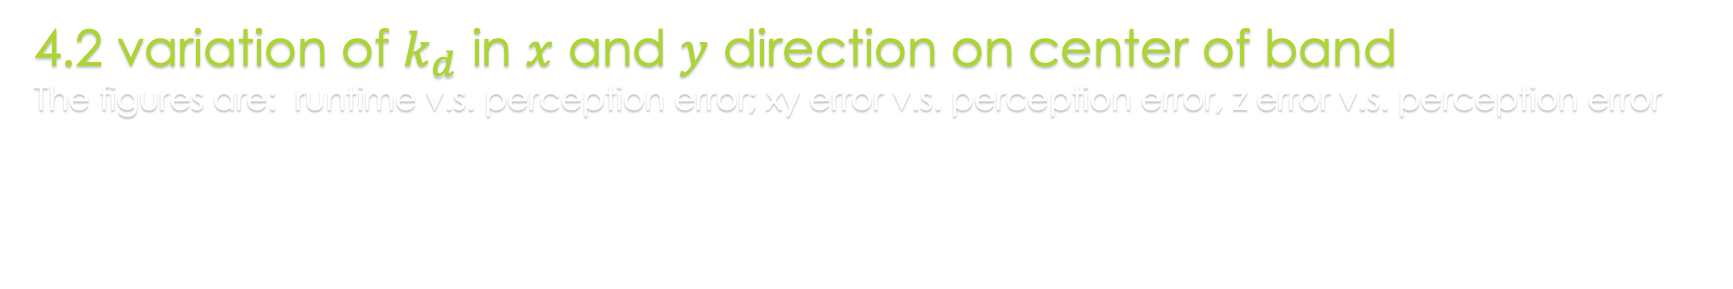 4.2 variation of k_d in x and y direction on center of band
The figures are: runtime v.s. perception error; xy error v.s. perception error, z error v.s. perception error